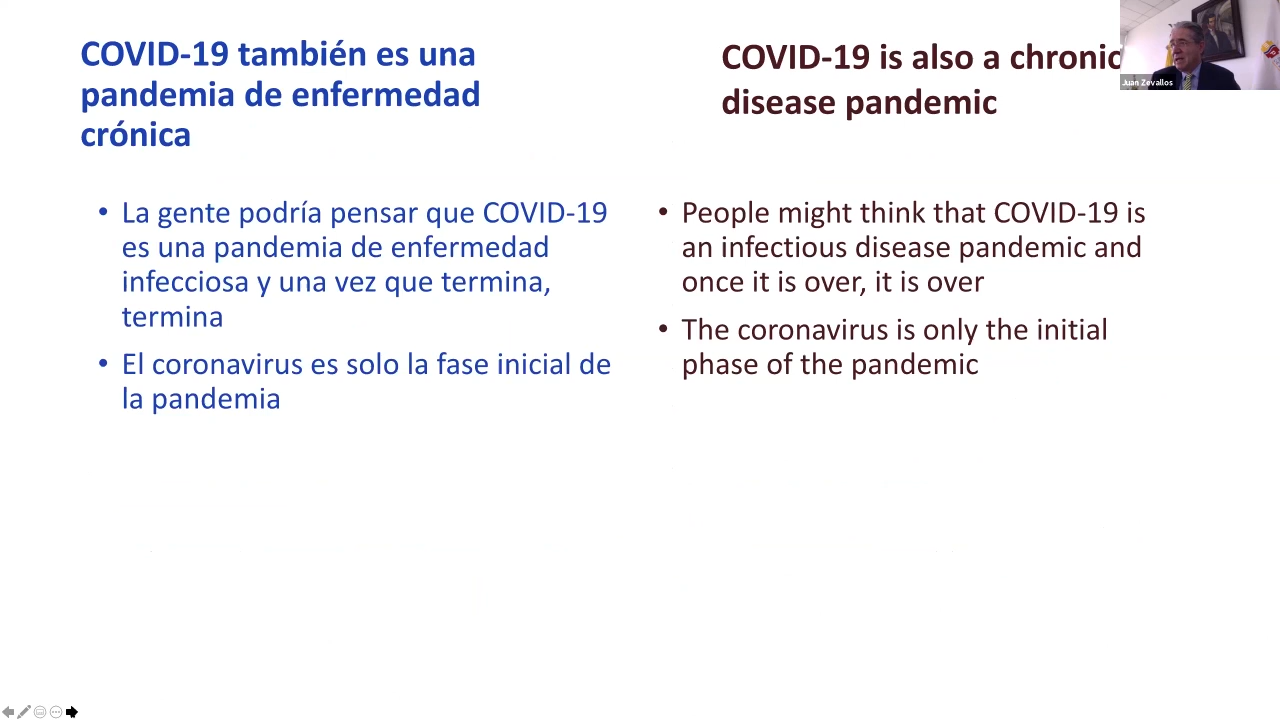 COVID-19 también es una
pandemia de enfermedad
crónica
• La gente podría pensar que COVID-19
es una pandemia de enfermedad
infecciosa y una vez que termina,
termina
• El coronavirus es solo la fase inicial de
la pandemia
COVID-19 is also a chronic
disease pandemic
• People might think that COVID-19 is
an infectious disease pandemic and
once it is over, it is over
• The coronavirus is only the initial
phase of the pandemic
Juan Zevallos